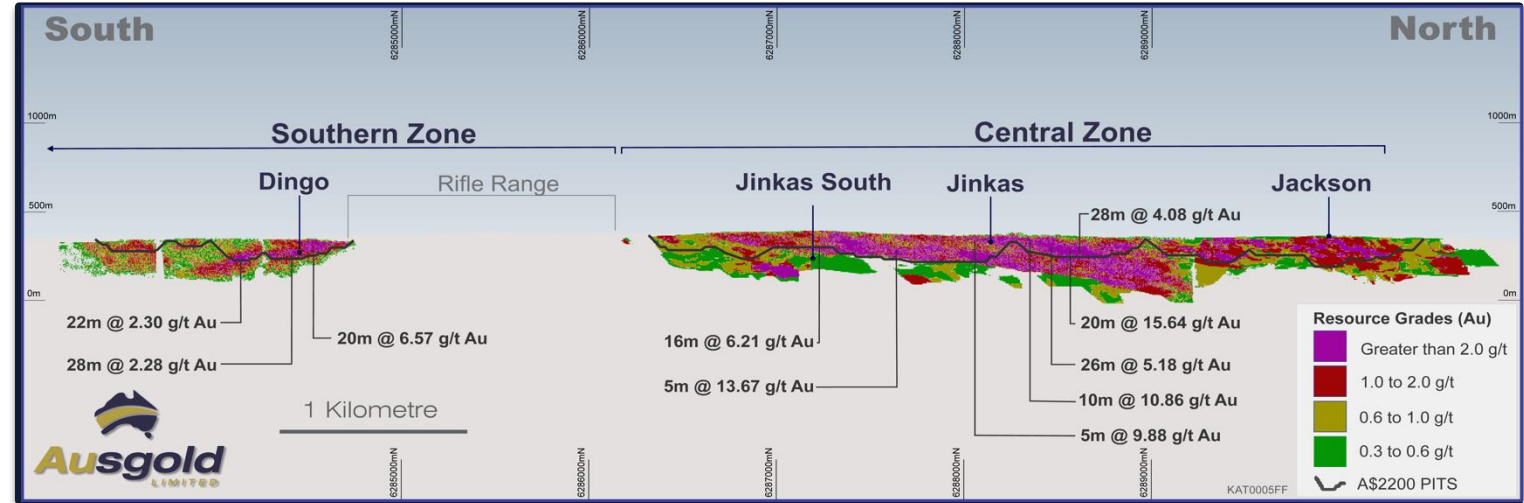 South
North
6285000mN
6286000mN
6287000mN
6288000mN
6289000mN
1000m
1000m
Southern Zone
Central Zone
Dingo
Rifle Range
Jinkas South
Jinkas
Jackson
500m
500m
28m @ 4.08 g/t Au
0m
0m
22m @ 2.30 g/t Au
20m @ 6.57 g/t Au
28m @ 2.28 g/t Au
16m @ 6.21 g/t Au
5m @ 13.67 g/t Au
20m @ 15.64 g/t Au
26m @ 5.18 g/t Au
10m @ 10.86 g/t Au
5m @ 9.88 g/t Au
Resource Grades (Au)
Greater than 2.0 g/t
1.0 to 2.0 g/t
0.6 to 1.0 g/t
0.3 to 0.6 g/t
A$2200 PITS
1 Kilometre
Ausgold
LIMITED
6285000mN
6286000mN
6287000mN
6288000mN
6289000mN
KAT0005FF